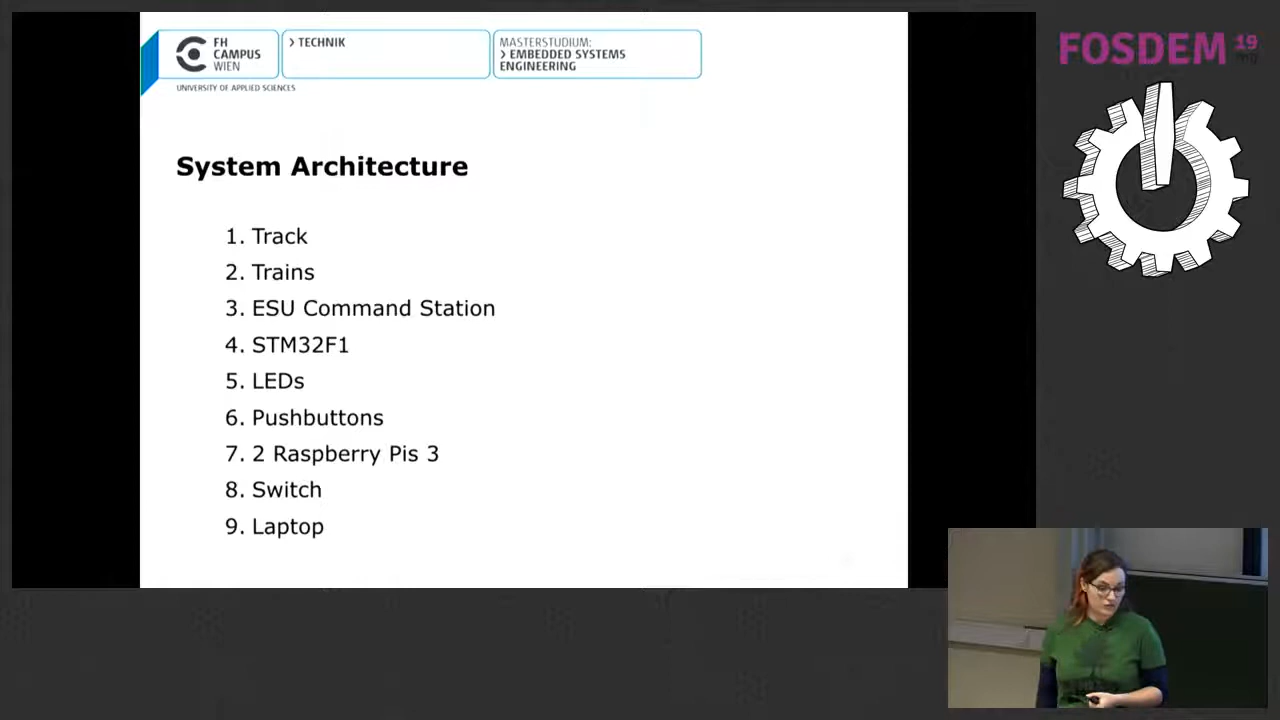 FH
CAMPUS
WIEN
› TECHNIK
MASTERSTUDIUM:
› EMBEDDED SYSTEMS
ENGINEERING
UNIVERSITY OF APPLIED SCIENCES
FOSDEM 19
.org
System Architecture
1. Track
2. Trains
3. ESU Command Station
4. STM32F1
5. LEDs
6. Pushbuttons
7. 2 Raspberry Pis 3
8. Switch
9. Laptop